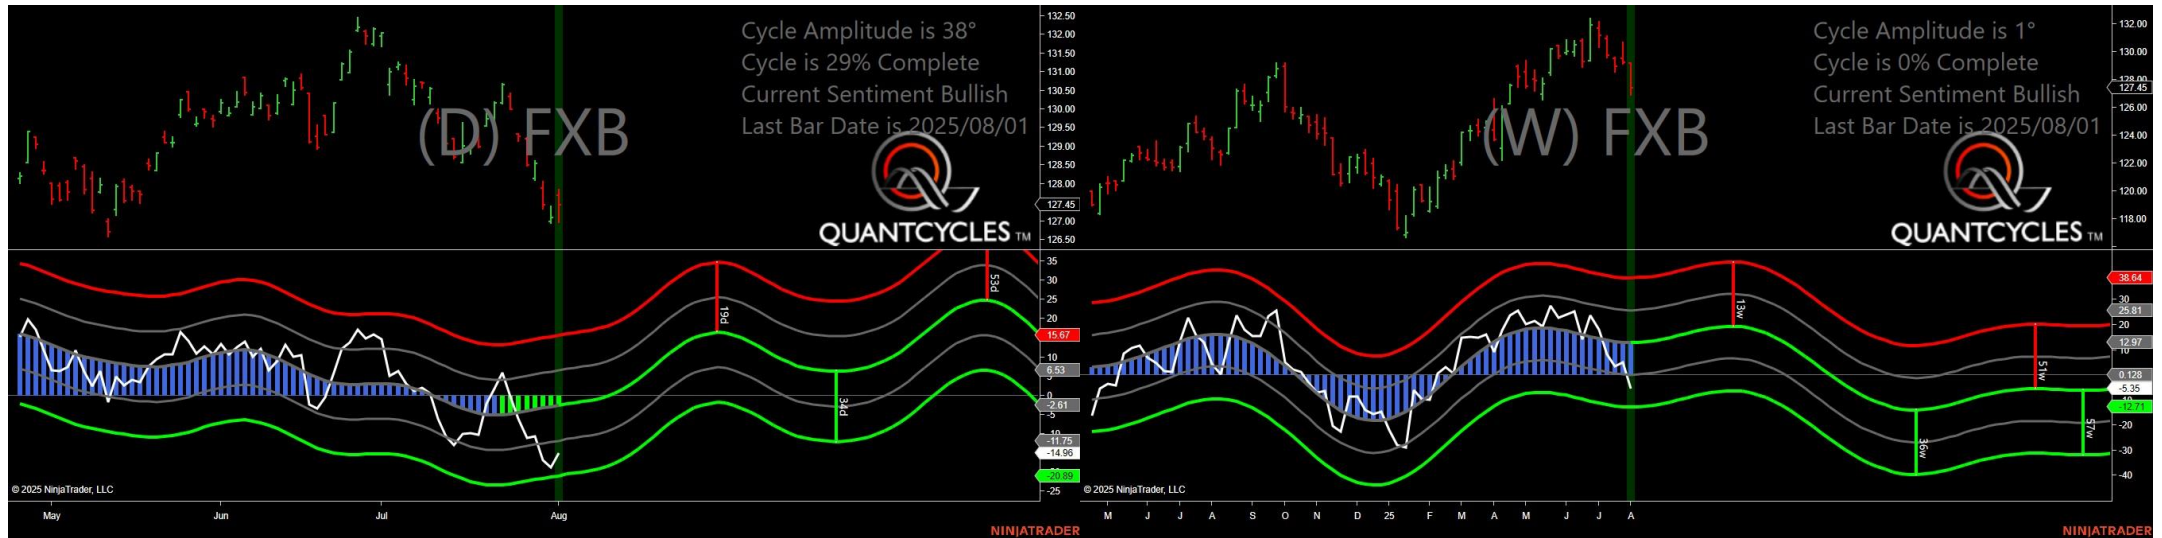 Cycle Amplitude is 38°
Cycle is 29% Complete
Current Sentiment Bullish
Last Bar Date is 2025/08/01
(D) FXB
QUANTCYCLES TM
132.50
132.00
131.50
131.00
130.50
130.00
129.50
129.00
128.50
128.00
127.45
127.00
126.50
35
30
25
20
15.67
10
6.53
0
-2.61
-5
-10
-11.75
-14.96
-20.89
-25
19d
34d
53d
© 2025 NinjaTrader, LLC
May Jun Jul Aug
NINJATRADER
Cycle Amplitude is 1°
Cycle is 0% Complete
Current Sentiment Bullish
Last Bar Date is 2025/08/01
(W) FXB
QUANTCYCLES TM
132.00
130.00
128.00
127.45
126.00
124.00
122.00
120.00
118.00
38.64
30
25.81
20
12.97
10
0.128
-5.35
-12.71
-20
-30
-40
13w
36w
51w
57w
© 2025 NinjaTrader, LLC
M J J A S O N D 25 F M A M J J A
NINJATRADER